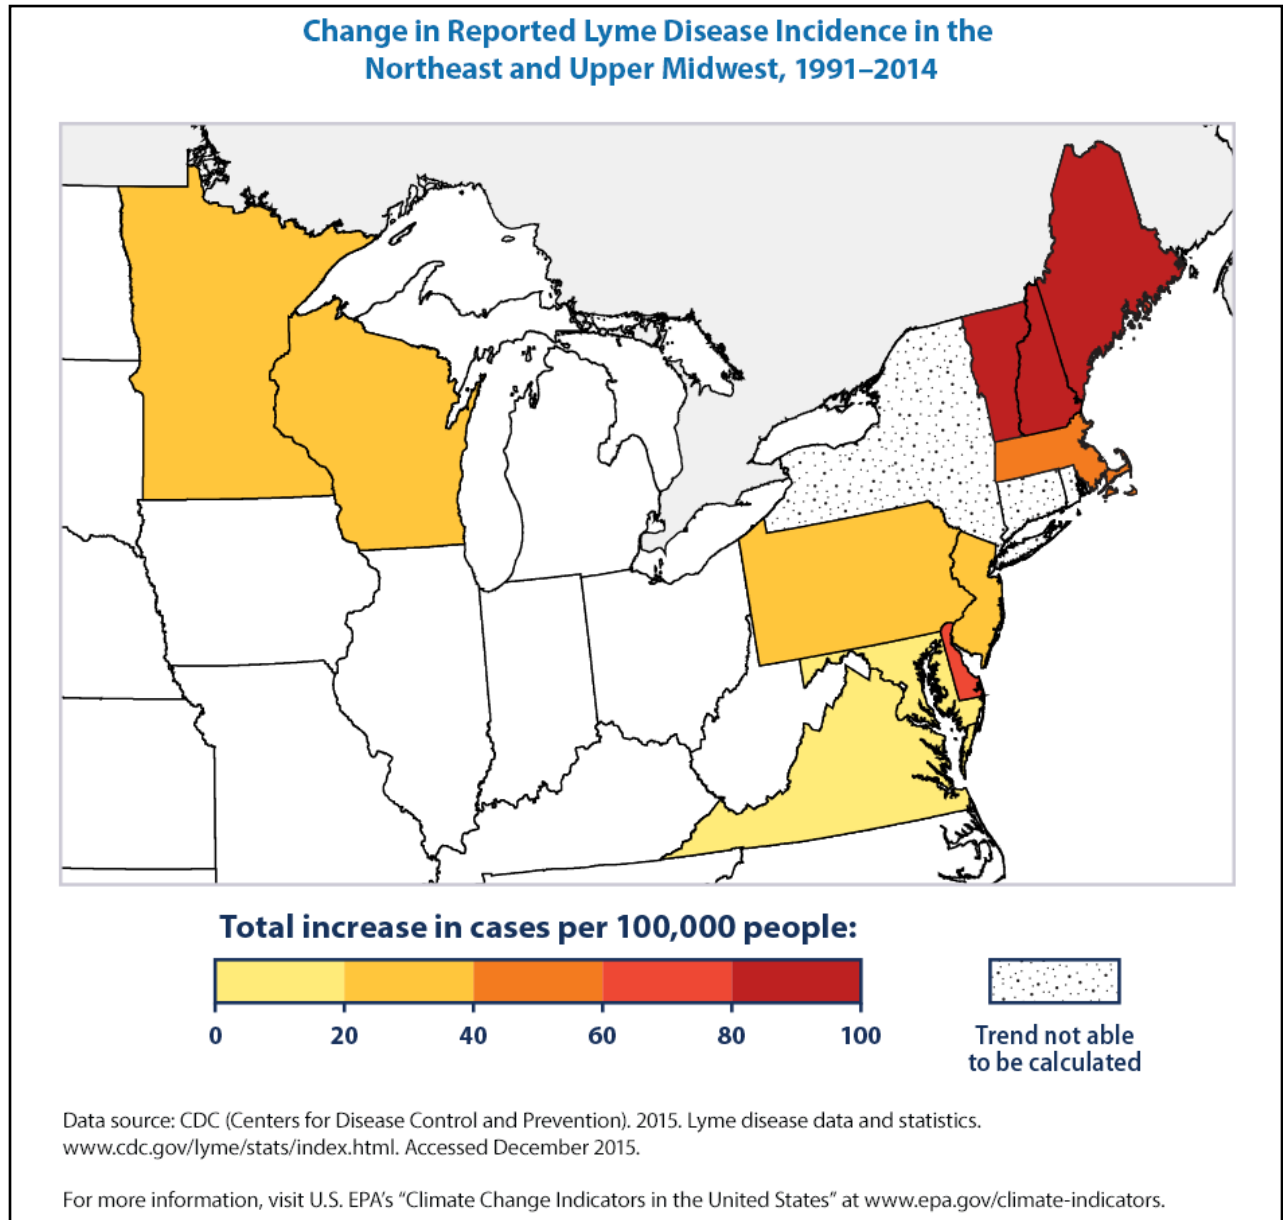 Change in Reported Lyme Disease Incidence in the
Northeast and Upper Midwest, 1991–2014
Total increase in cases per 100,000 people:
0 20 40 60 80 100
Trend not able
to be calculated
Data source: CDC (Centers for Disease Control and Prevention). 2015. Lyme disease data and statistics.
www.cdc.gov/lyme/stats/index.html. Accessed December 2015.
For more information, visit U.S. EPA’s “Climate Change Indicators in the United States” at www.epa.gov/climate-indicators.